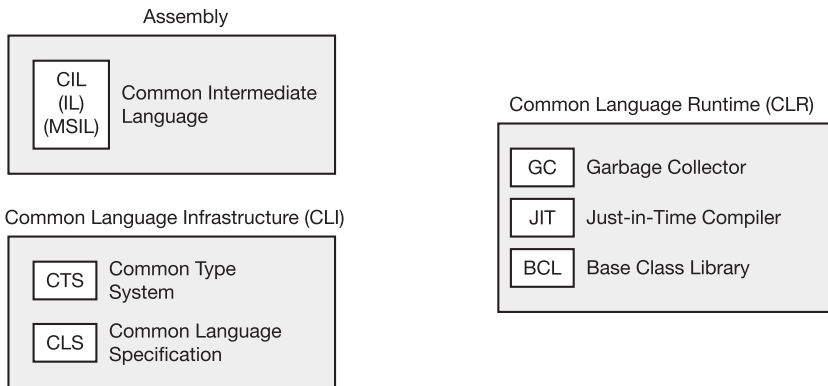 Assembly
CIL
(IL)
(MSIL)
Common Intermediate
Language
Common Language Infrastructure (CLI)
CTS
Common Type
System
CLS
Common Language
Specification
Common Language Runtime (CLR)
GC
Garbage Collector
JIT
Just-in-Time Compiler
BCL
Base Class Library